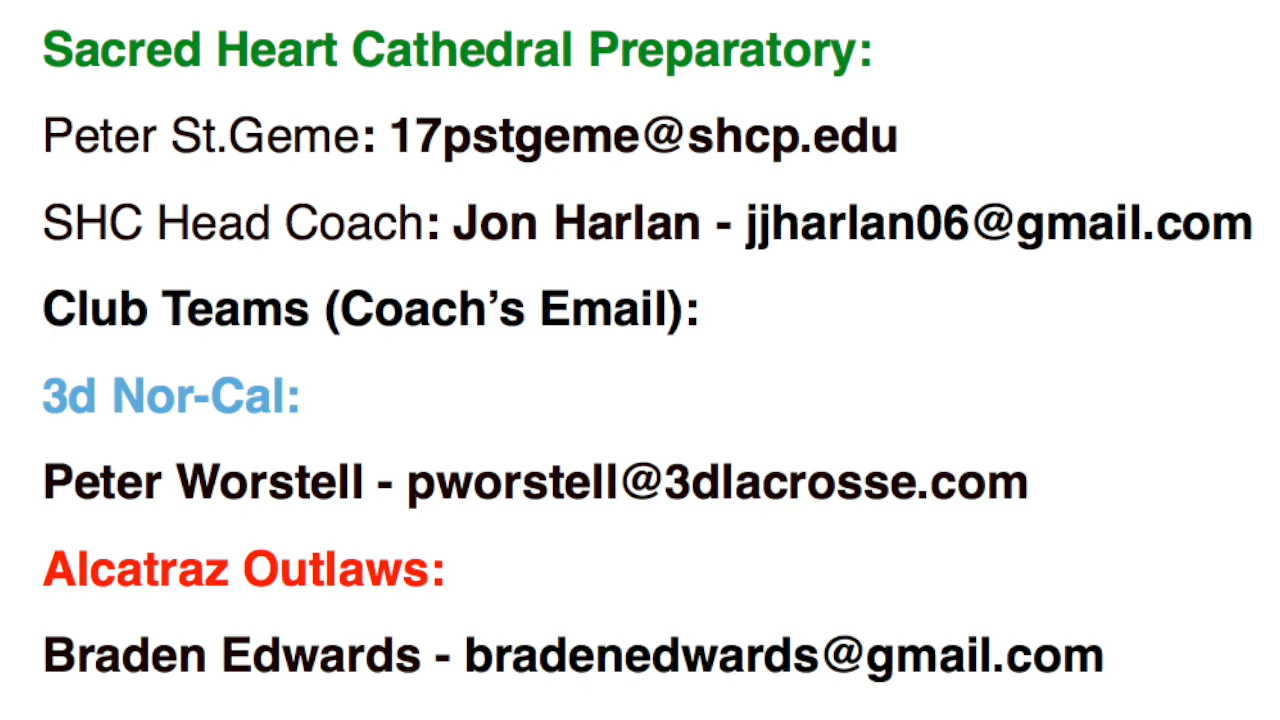 Sacred Heart Cathedral Preparatory:
Peter St.Geme: 17pstgeme@shcp.edu
SHC Head Coach: Jon Harlan - jjharlan06@gmail.com
Club Teams (Coach’s Email):
3d Nor-Cal:
Peter Worstell - pworstell@3dlacrosse.com
Alcatraz Outlaws:
Braden Edwards - bradenedwards@gmail.com